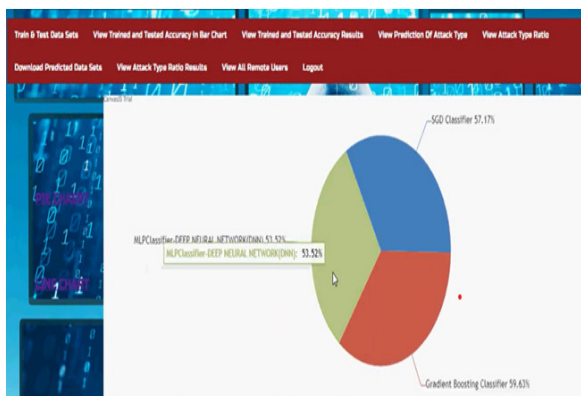 Train & Test Data Sets View Trained and Tested Accuracy in Bar Chart View Trained and Tested Accuracy Results View Prediction Of Attack Type View Attack Type Ratio
Download Predicted Data Sets View Attack Type Ratio Results View All Remote Users Logout
CanvasJS Trial
SGD Classifier 57.17%
PIE CHART
MLPClassifier-DEEP NEURAL NETWORK(DNN) 53.52%
MLPClassifier-DEEP NEURAL NETWORK(DNN): 53.52%
LINE CHART
Gradient Boosting Classifier 59.63%